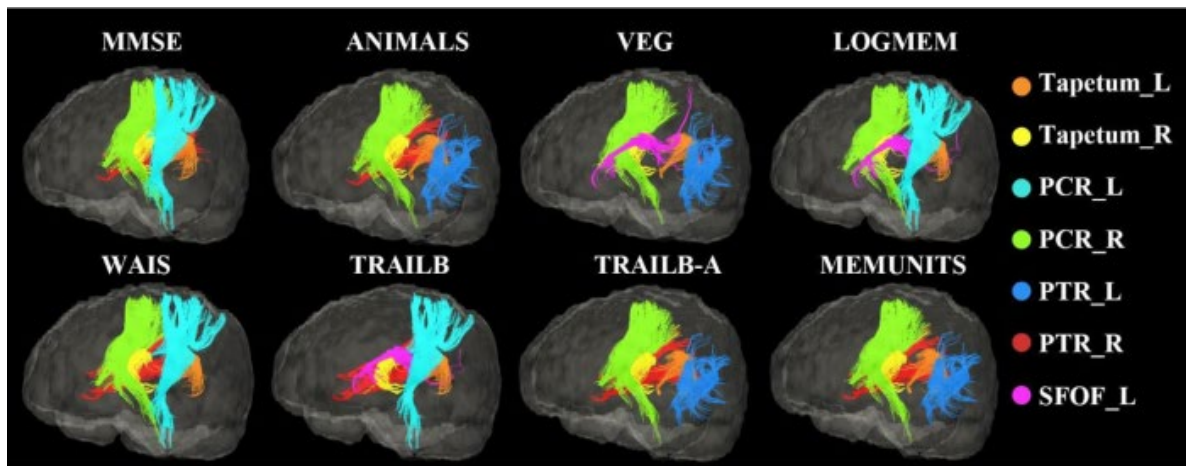 MMSE ANIMALS VEG LOGMEM
Tapetum_L
Tapetum_R
PCR_L
PCR_R
WAIS TRAILB TRAILB-A MEMUNITS
PTR_L
PTR_R
SFOF_L